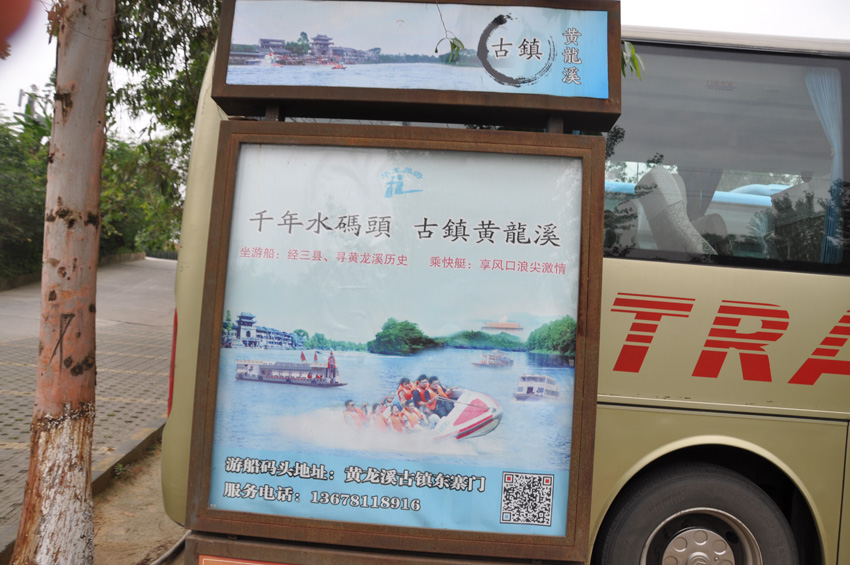 古鎮
黃龍溪
千年水碼頭 古鎮黃龍溪
坐游船：经三县、寻黄龙溪历史 乘快艇：享风口浪尖激情
游船码头地址：黄龙溪古镇东寨门
服务电话：13678118916
TRA